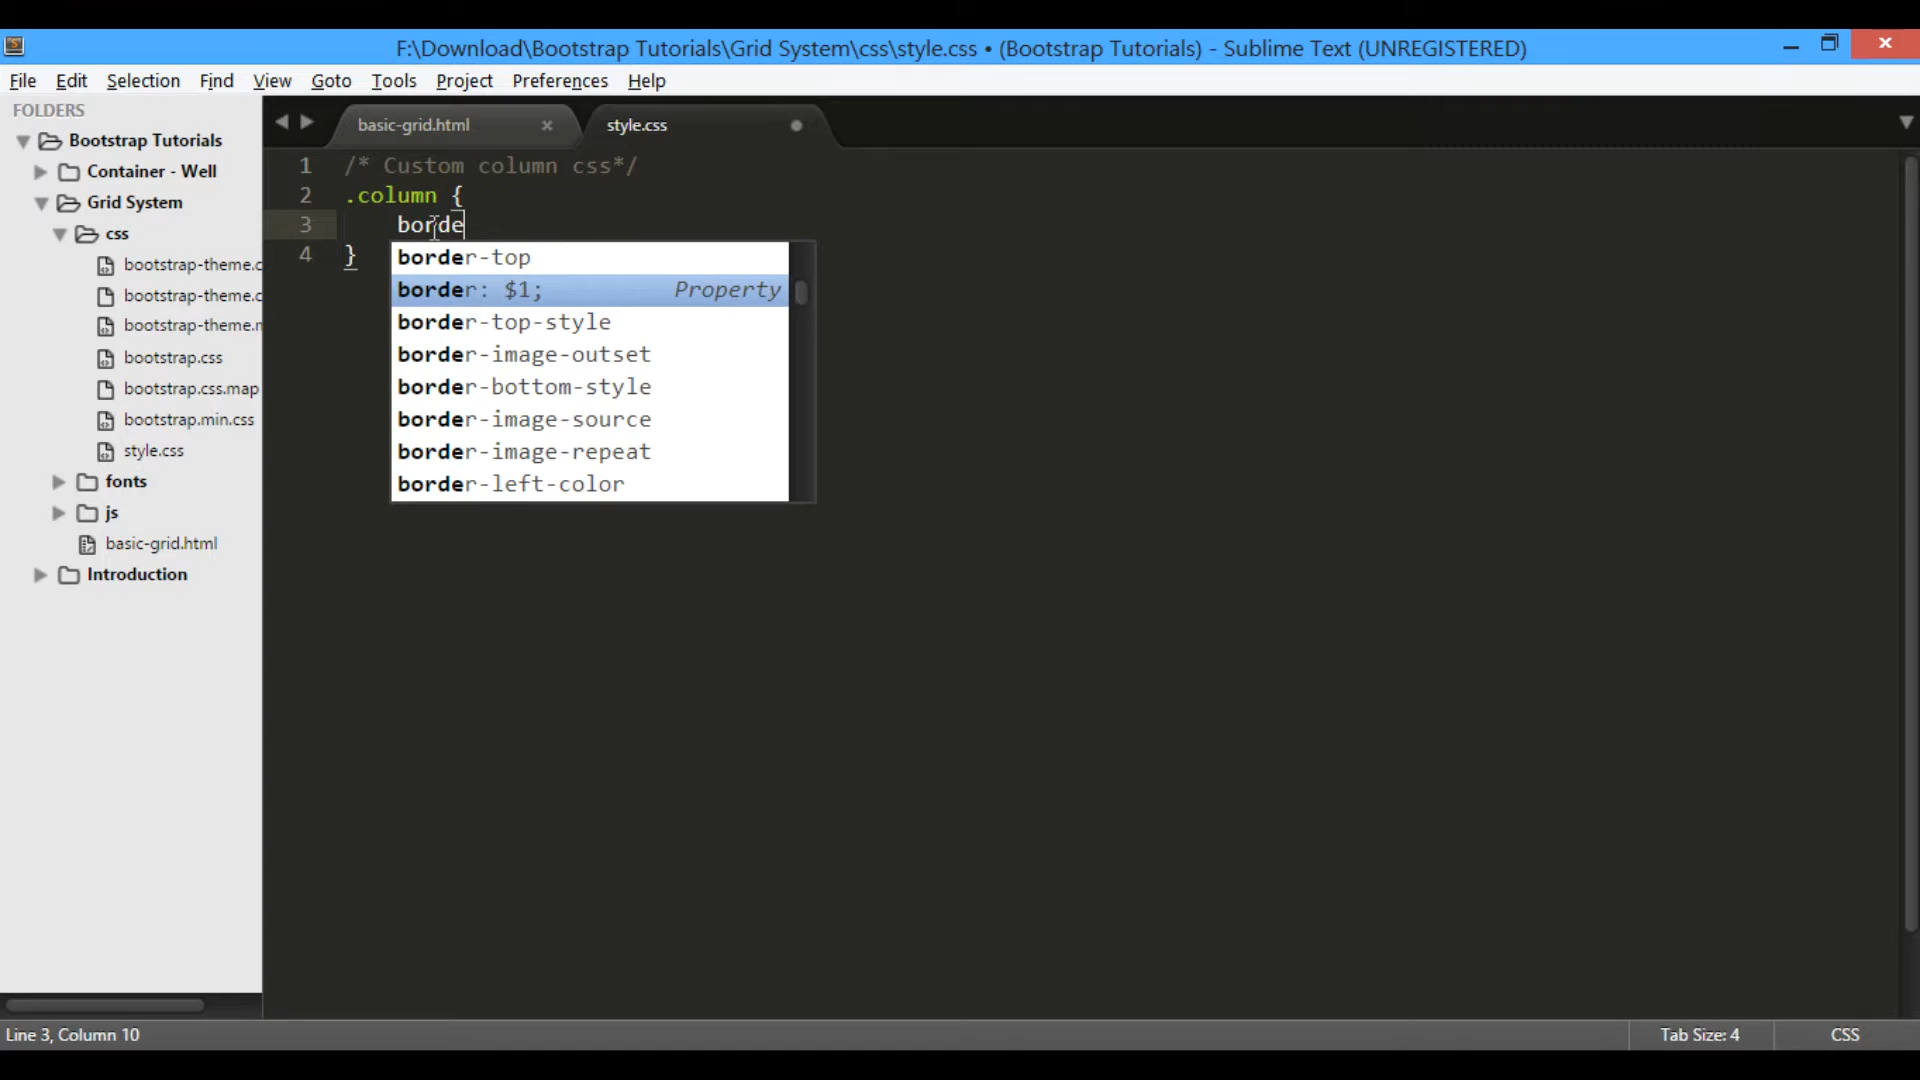 F:\Download\Bootstrap Tutorials\Grid System\css\style.css • (Bootstrap Tutorials) - Sublime Text (UNREGISTERED)
File Edit Selection Find View Goto Tools Project Preferences Help
FOLDERS
Bootstrap Tutorials
Container - Well
Grid System
css
bootstrap-theme.c
bootstrap-theme.c
bootstrap-theme.m
bootstrap.css
bootstrap.css.map
bootstrap.min.css
style.css
fonts
js
basic-grid.html
Introduction
basic-grid.html style.css
1 /* Custom column css*/
2 .column {
3 borde
4 }
border-top
border: $1; Property
border-top-style
border-image-outset
border-bottom-style
border-image-source
border-image-repeat
border-left-color
Line 3, Column 10 Tab Size: 4 CSS